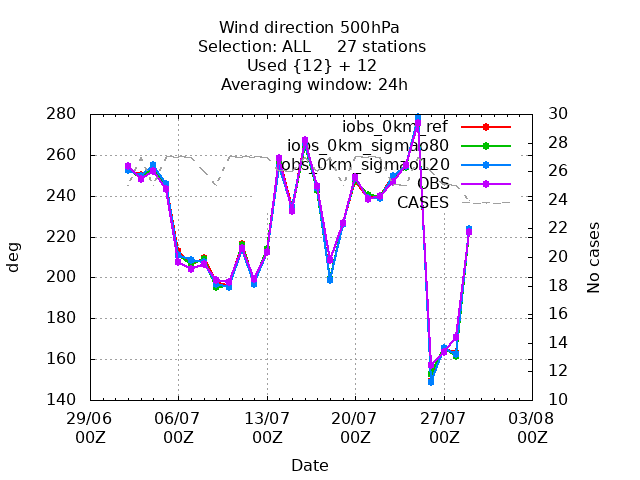 Wind direction 500hPa
Selection: ALL 27 stations
Used {12} + 12
Averaging window: 24h
280 30
iobs_0km_ref
28
iobs_0km_sigmao80
260 iobs_0km_sigmao120 26
OBS
240 CASES 24
220 22
deg No cases
20
200 18
180 16
14
160 12
140 10
29/06 06/07 13/07 20/07 27/07 03/08
00Z 00Z 00Z 00Z 00Z 00Z
Date